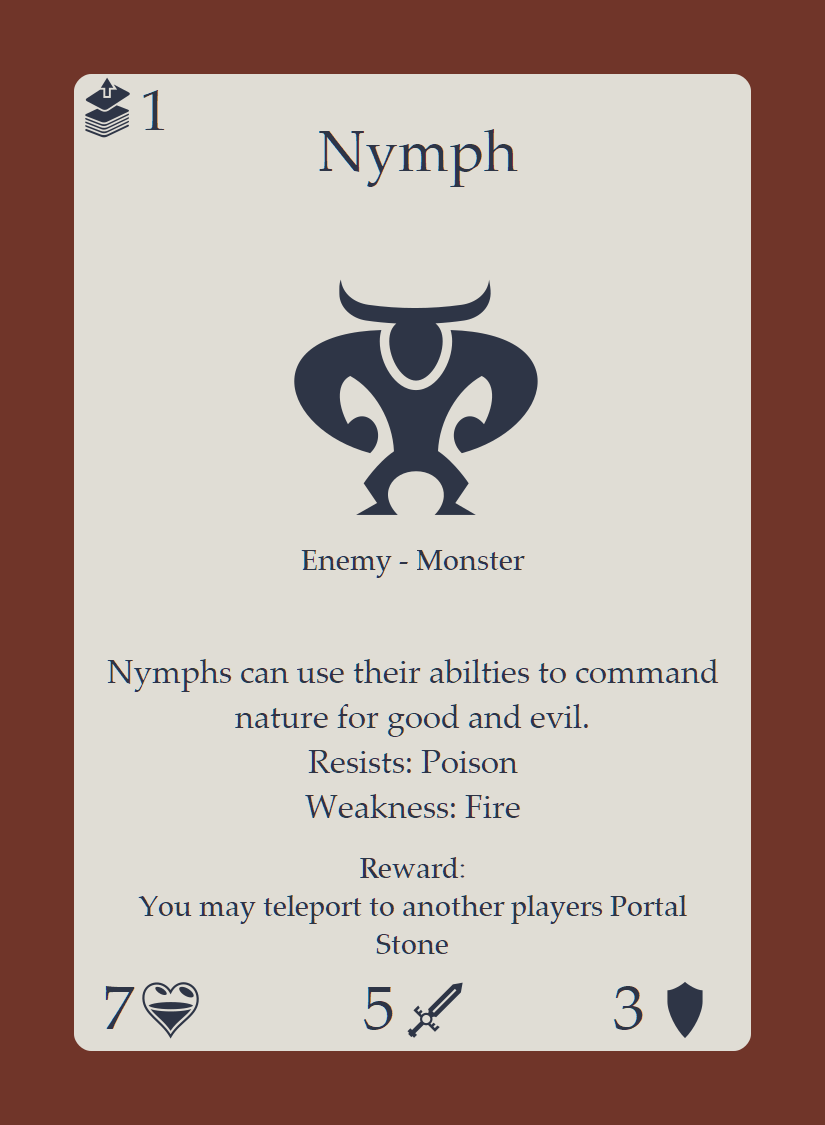 1
Nymph
Enemy - Monster
Nymphs can use their abilties to command
nature for good and evil.
Resists: Poison
Weakness: Fire
Reward:
You may teleport to another players Portal
Stone
7 5 3